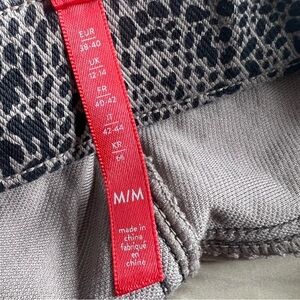 EUR
38-40
UK
12-14
FR
40-42
IT
42-44
KR
66
M/M
made in
china
fabriqué
en
chine